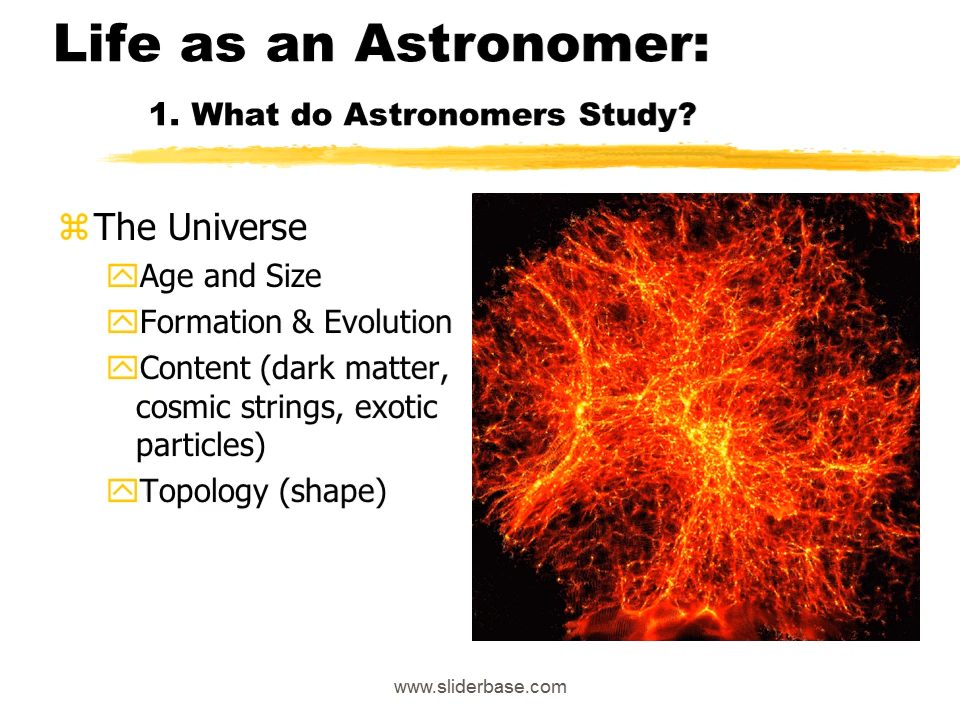 Life as an Astronomer:
1. What do Astronomers Study?
The Universe
Age and Size
Formation & Evolution
Content (dark matter,
cosmic strings, exotic
particles)
Topology (shape)
www.sliderbase.com